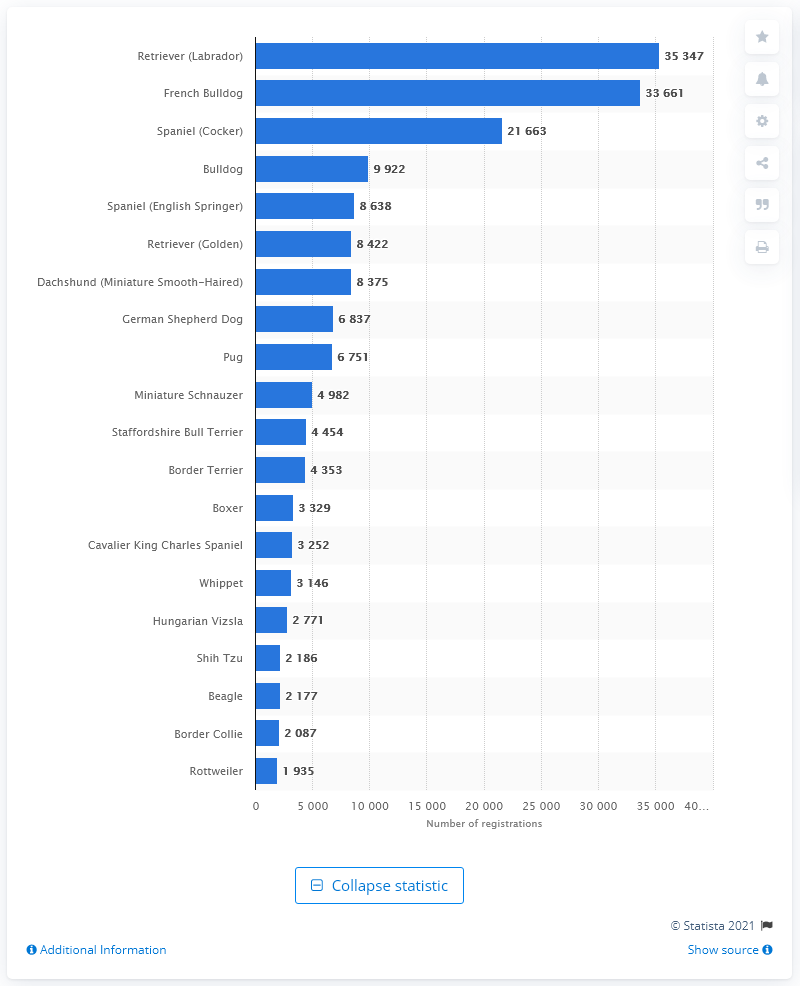 Retriever (Labrador) 35 347
French Bulldog 33 661
Spaniel (Cocker) 21 663
Bulldog 9 922
Spaniel (English Springer) 8 638
Retriever (Golden) 8 422
Dachshund (Miniature Smooth-Haired) 8 375
German Shepherd Dog 6 837
Pug 6 751
Miniature Schnauzer 4 982
Staffordshire Bull Terrier 4 454
Border Terrier 4 353
Boxer 3 329
Cavalier King Charles Spaniel 3 252
Whippet 3 146
Hungarian Vizsla 2 771
Shih Tzu 2 186
Beagle 2 177
Border Collie 2 087
Rottweiler 1 935
0 5 000 10 000 15 000 20 000 25 000 30 000 35 000 40...
Number of registrations
Collapse statistic
© Statista 2021
Additional Information Show source